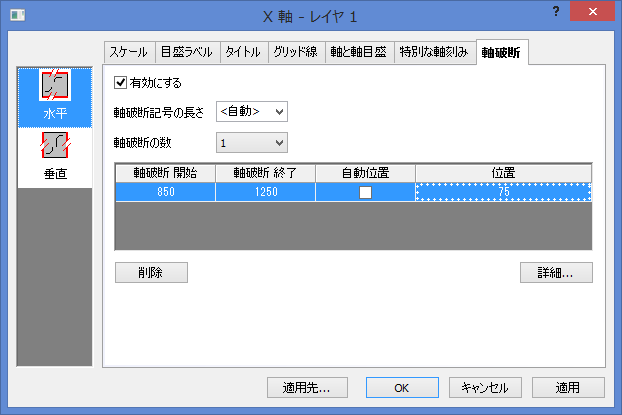 X 軸 - レイヤ 1
?
スケール 目盛ラベル タイトル グリッド線 軸と軸目盛 特別な軸刻み 軸破断
水平
垂直
有効にする
軸破断記号の長さ <自動>
軸破断の数 1
軸破断 開始 軸破断 終了 自動位置 位置
850 1250 75
削除 詳細...
適用先... OK キャンセル 適用